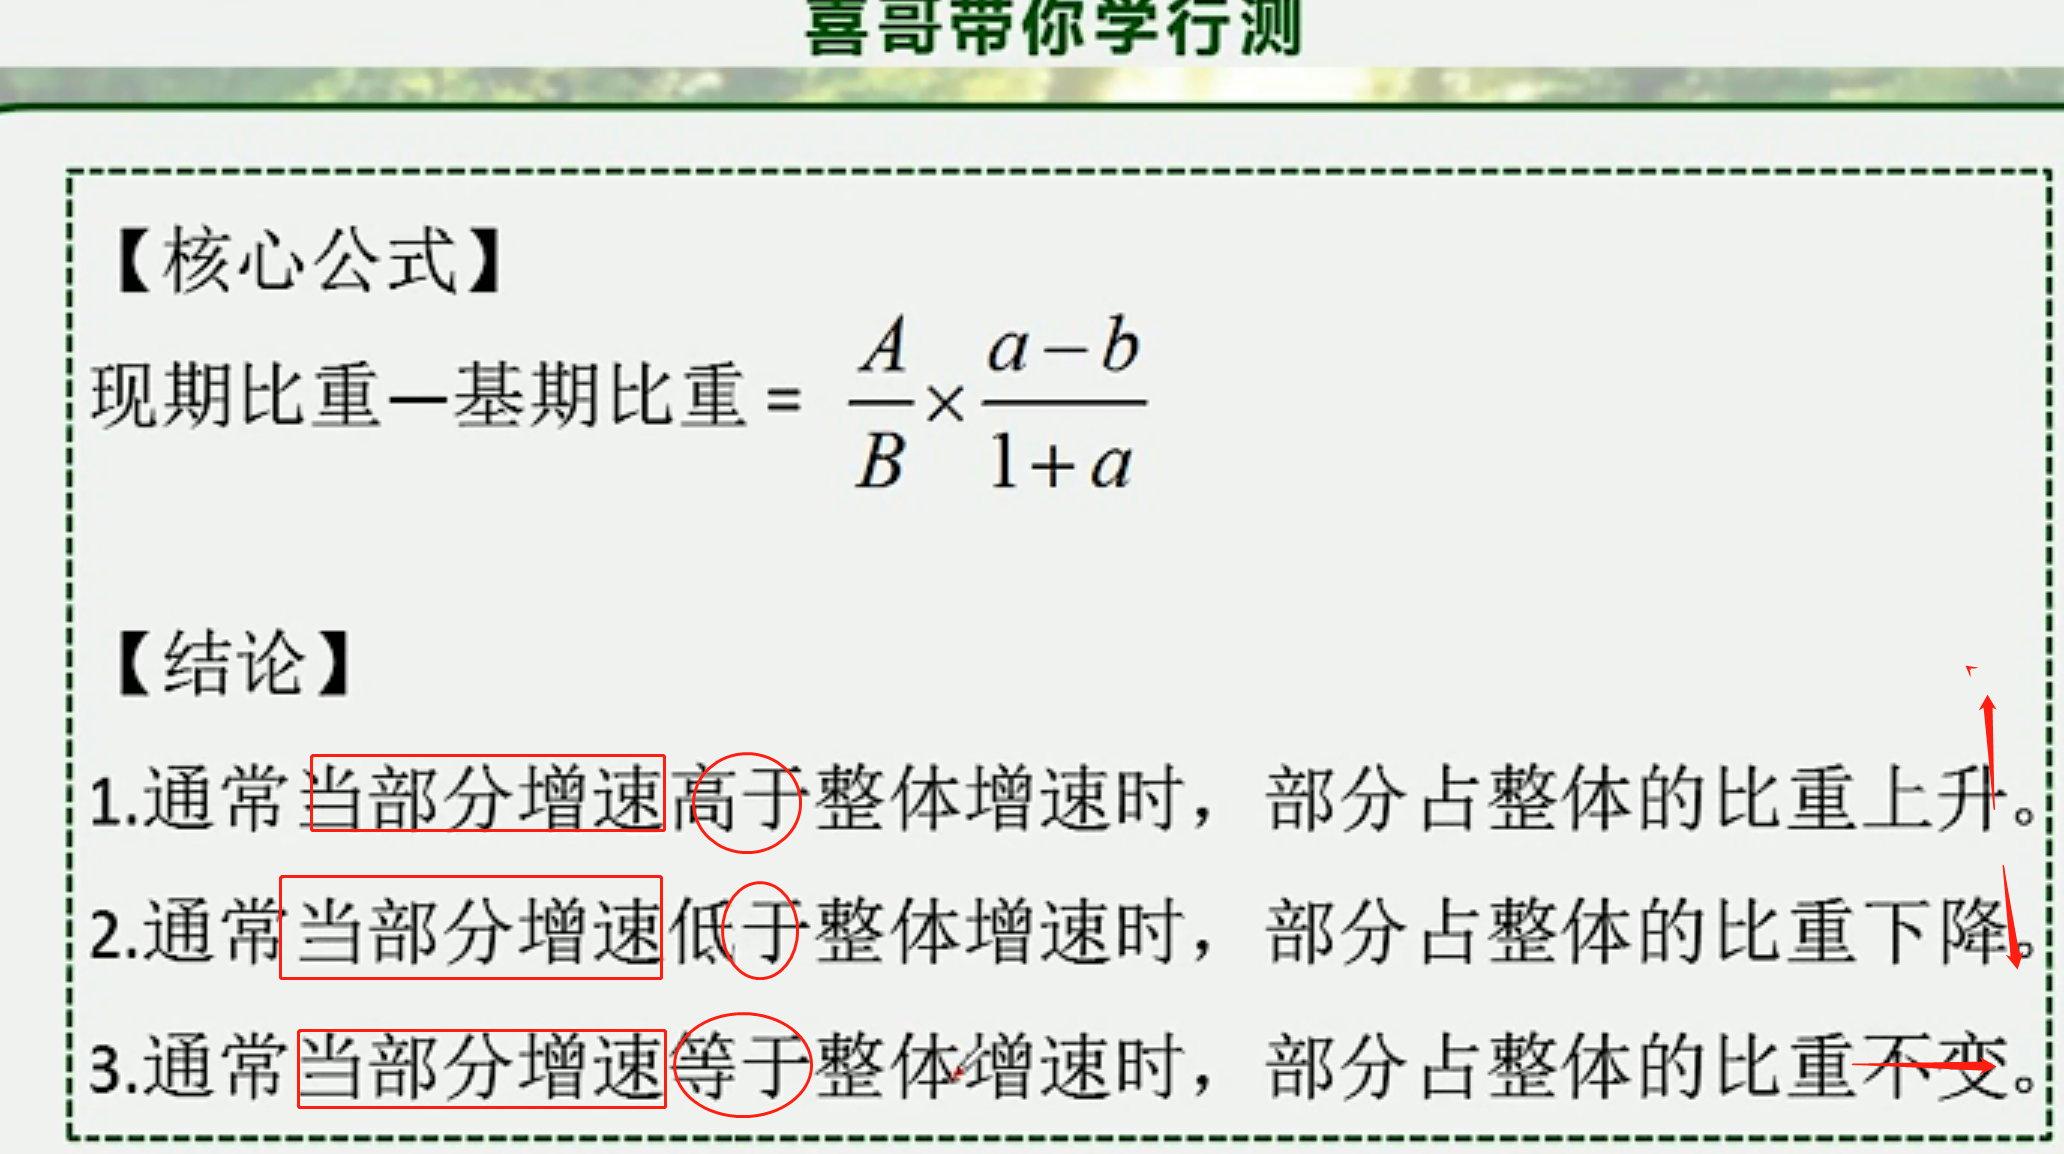 喜哥带你学行测
【核心公式】
现期比重—基期比重 = A/B × (a−b)/(1+a)
【结论】
1.通常当部分增速高于整体增速时，部分占整体的比重上升。
2.通常当部分增速低于整体增速时，部分占整体的比重下降。
3.通常当部分增速等于整体增速时，部分占整体的比重不变。